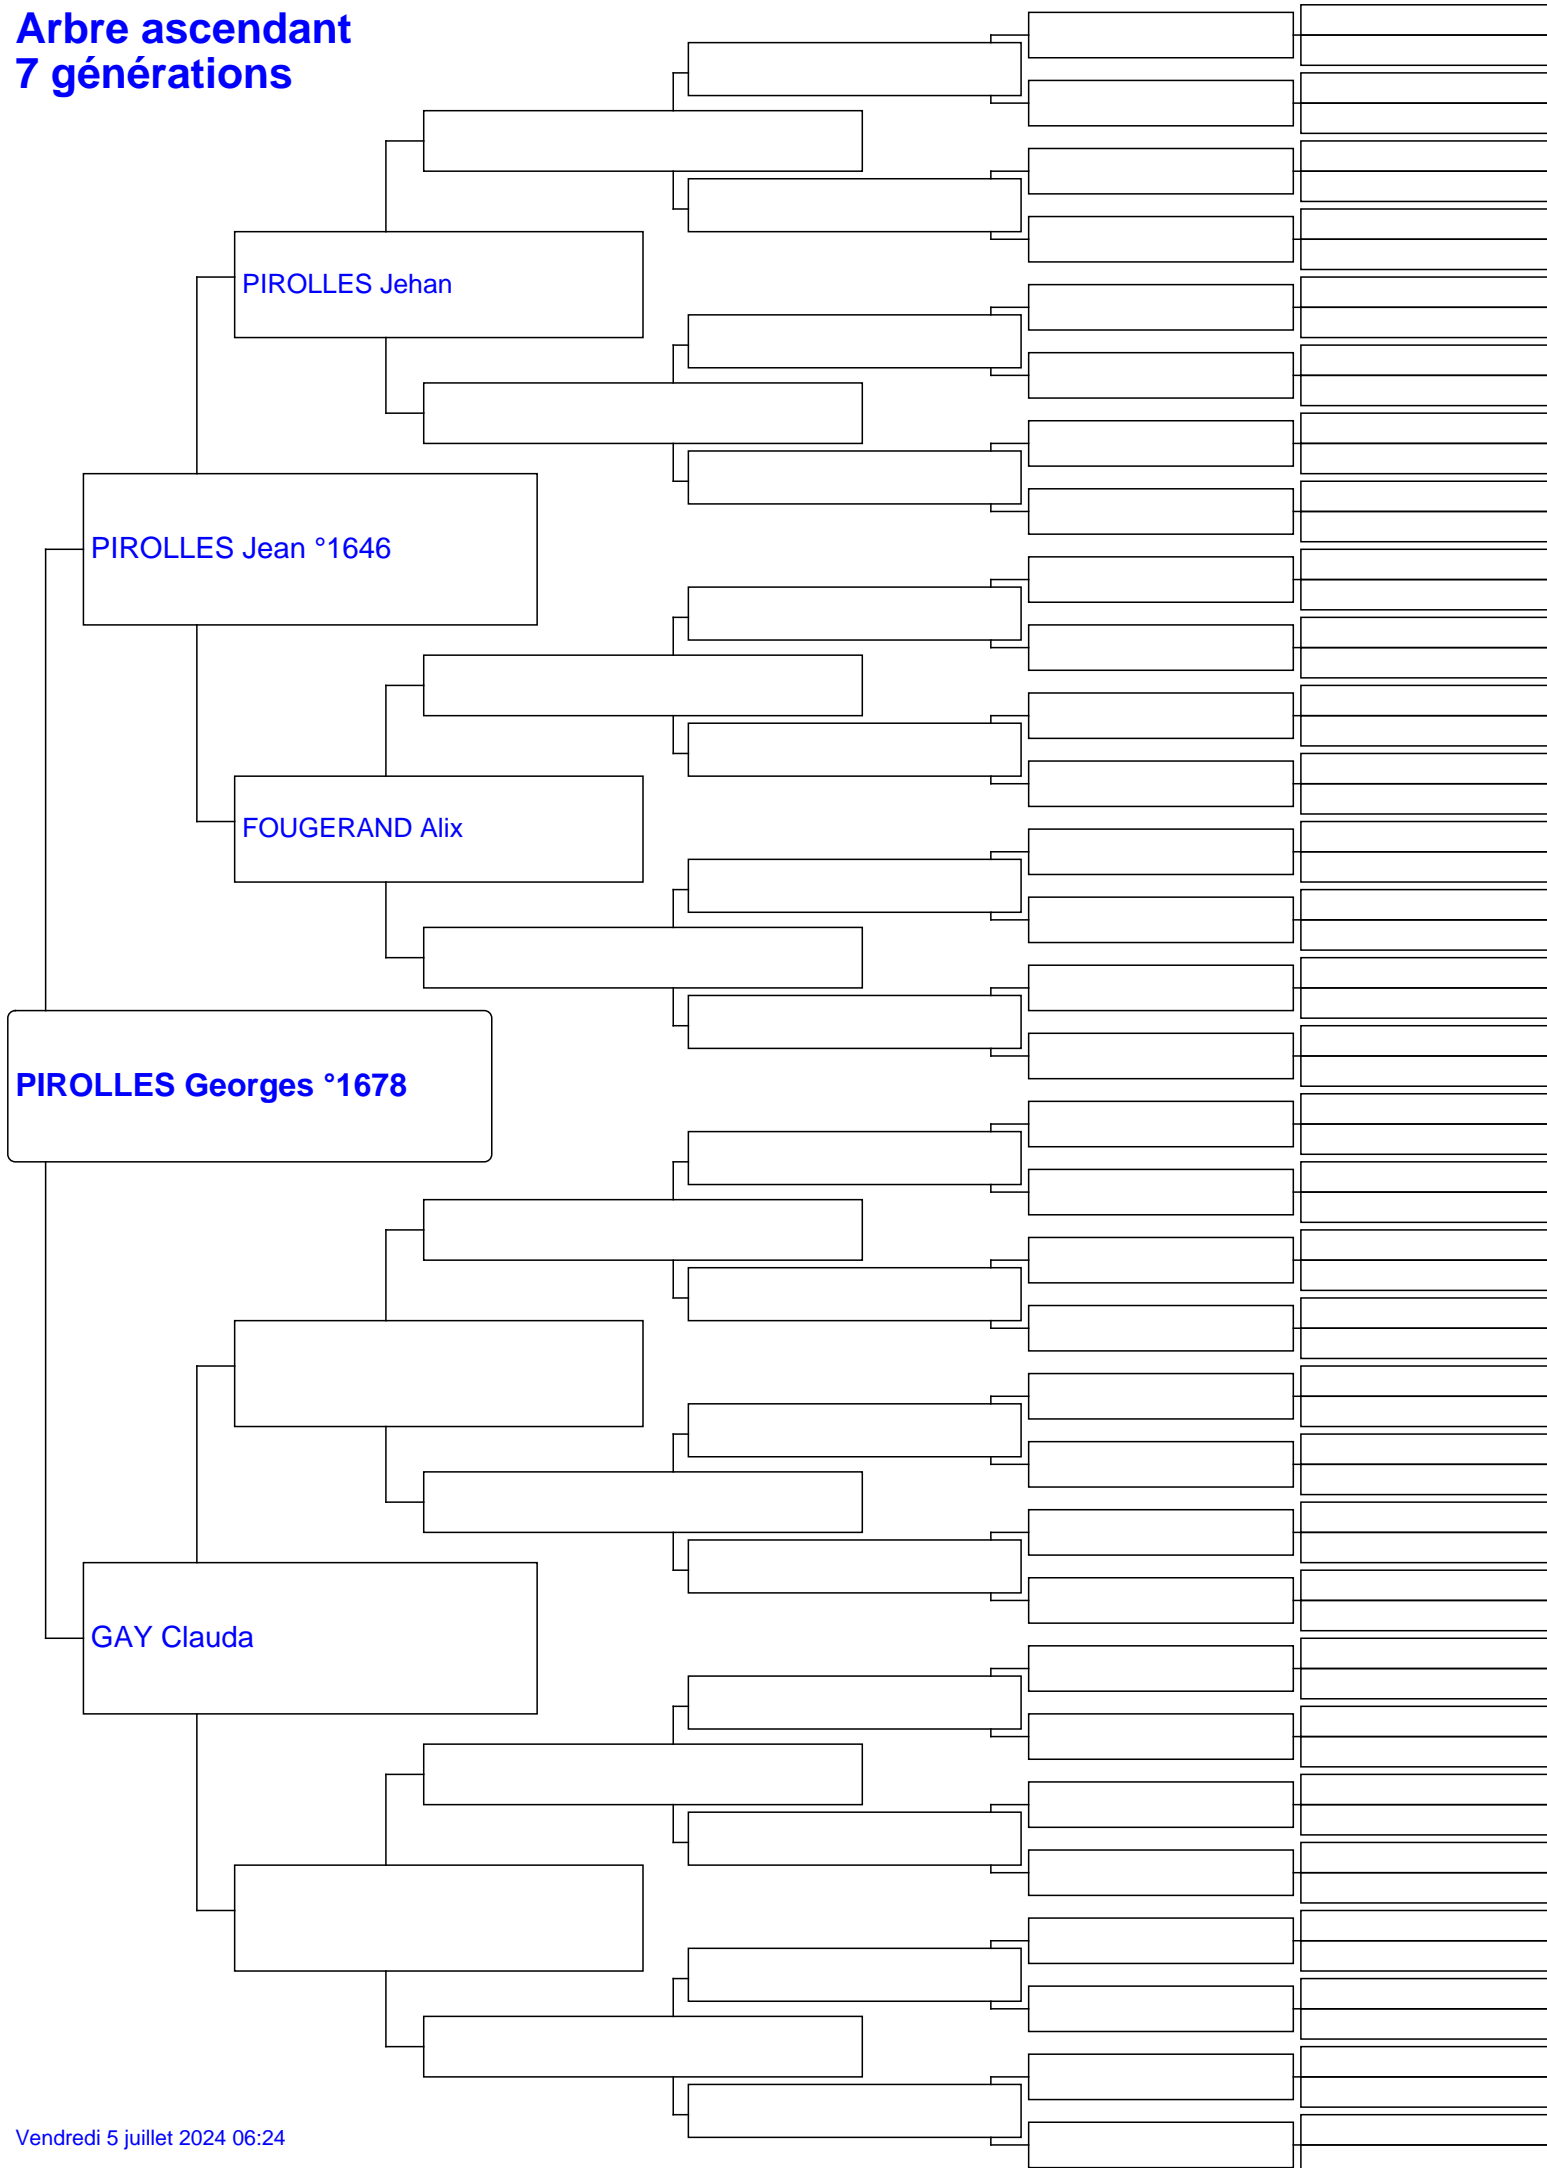 Arbre ascendant
7 générations
PIROLLES Jehan
PIROLLES Jean °1646
FOUGERAND Alix
PIROLLES Georges °1678
GAY Clauda
Vendredi 5 juillet 2024 06:24